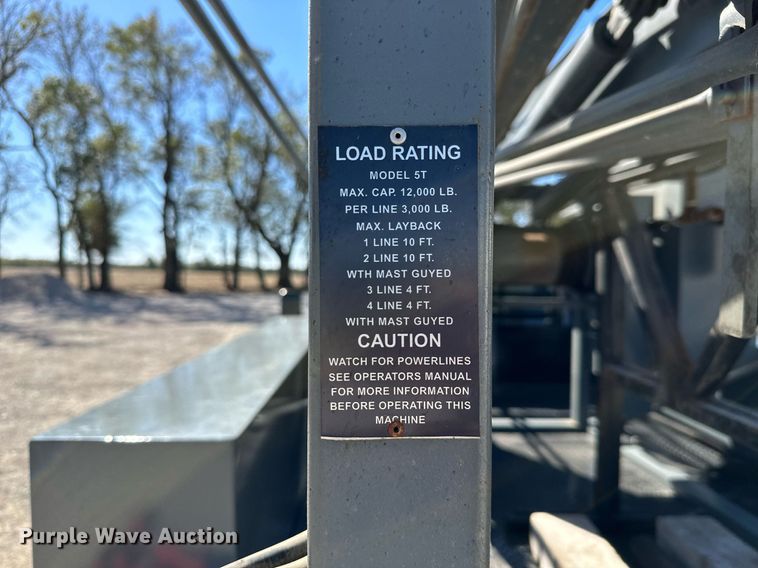 LOAD RATING
MODEL 5T
MAX. CAP. 12,000 LB.
PER LINE 3,000 LB.
MAX. LAYBACK
1 LINE 10 FT.
2 LINE 10 FT.
WTH MAST GUYED
3 LINE 4 FT.
4 LINE 4 FT.
WITH MAST GUYED
CAUTION
WATCH FOR POWERLINES
SEE OPERATORS MANUAL
FOR MORE INFORMATION
BEFORE OPERATING THIS
MACHINE
Purple Wave Auction®